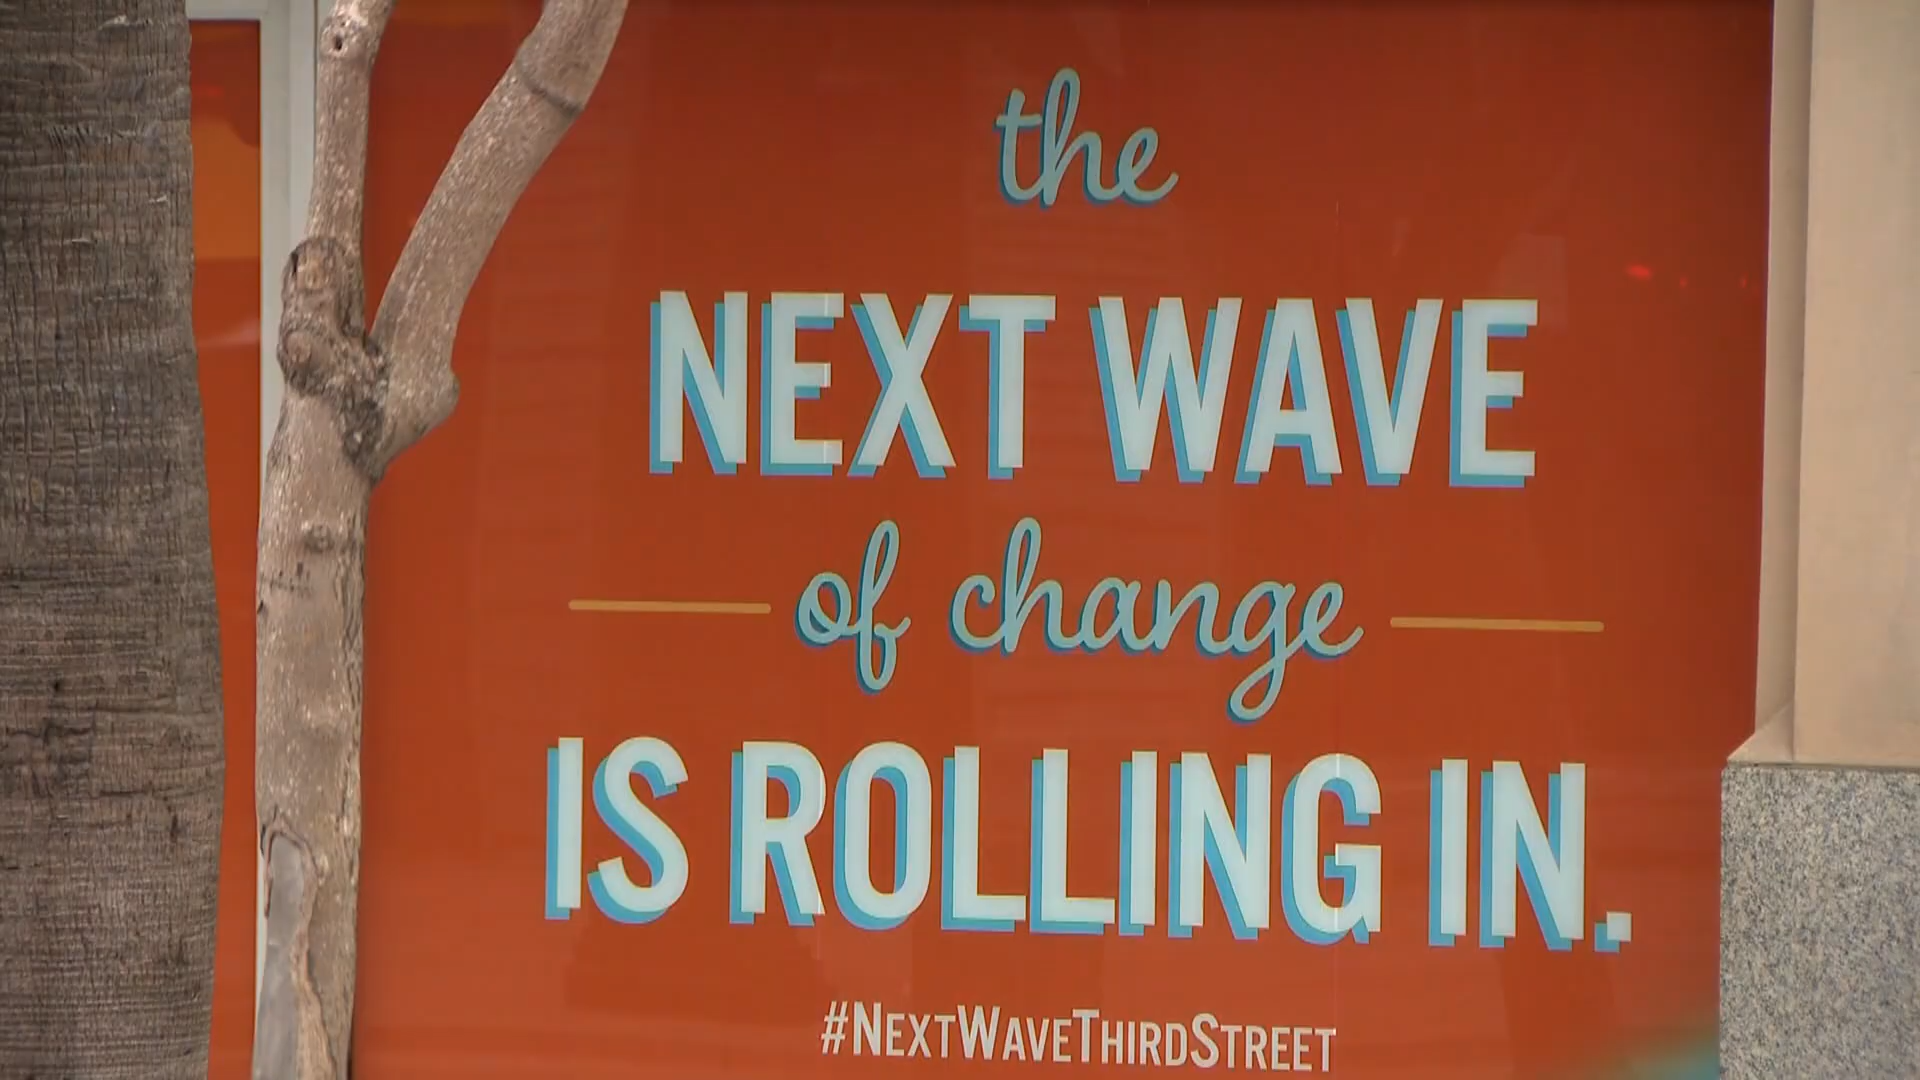 the
NEXT WAVE
of change
IS ROLLING IN.
#NEXTWAVETHIRDSTREET